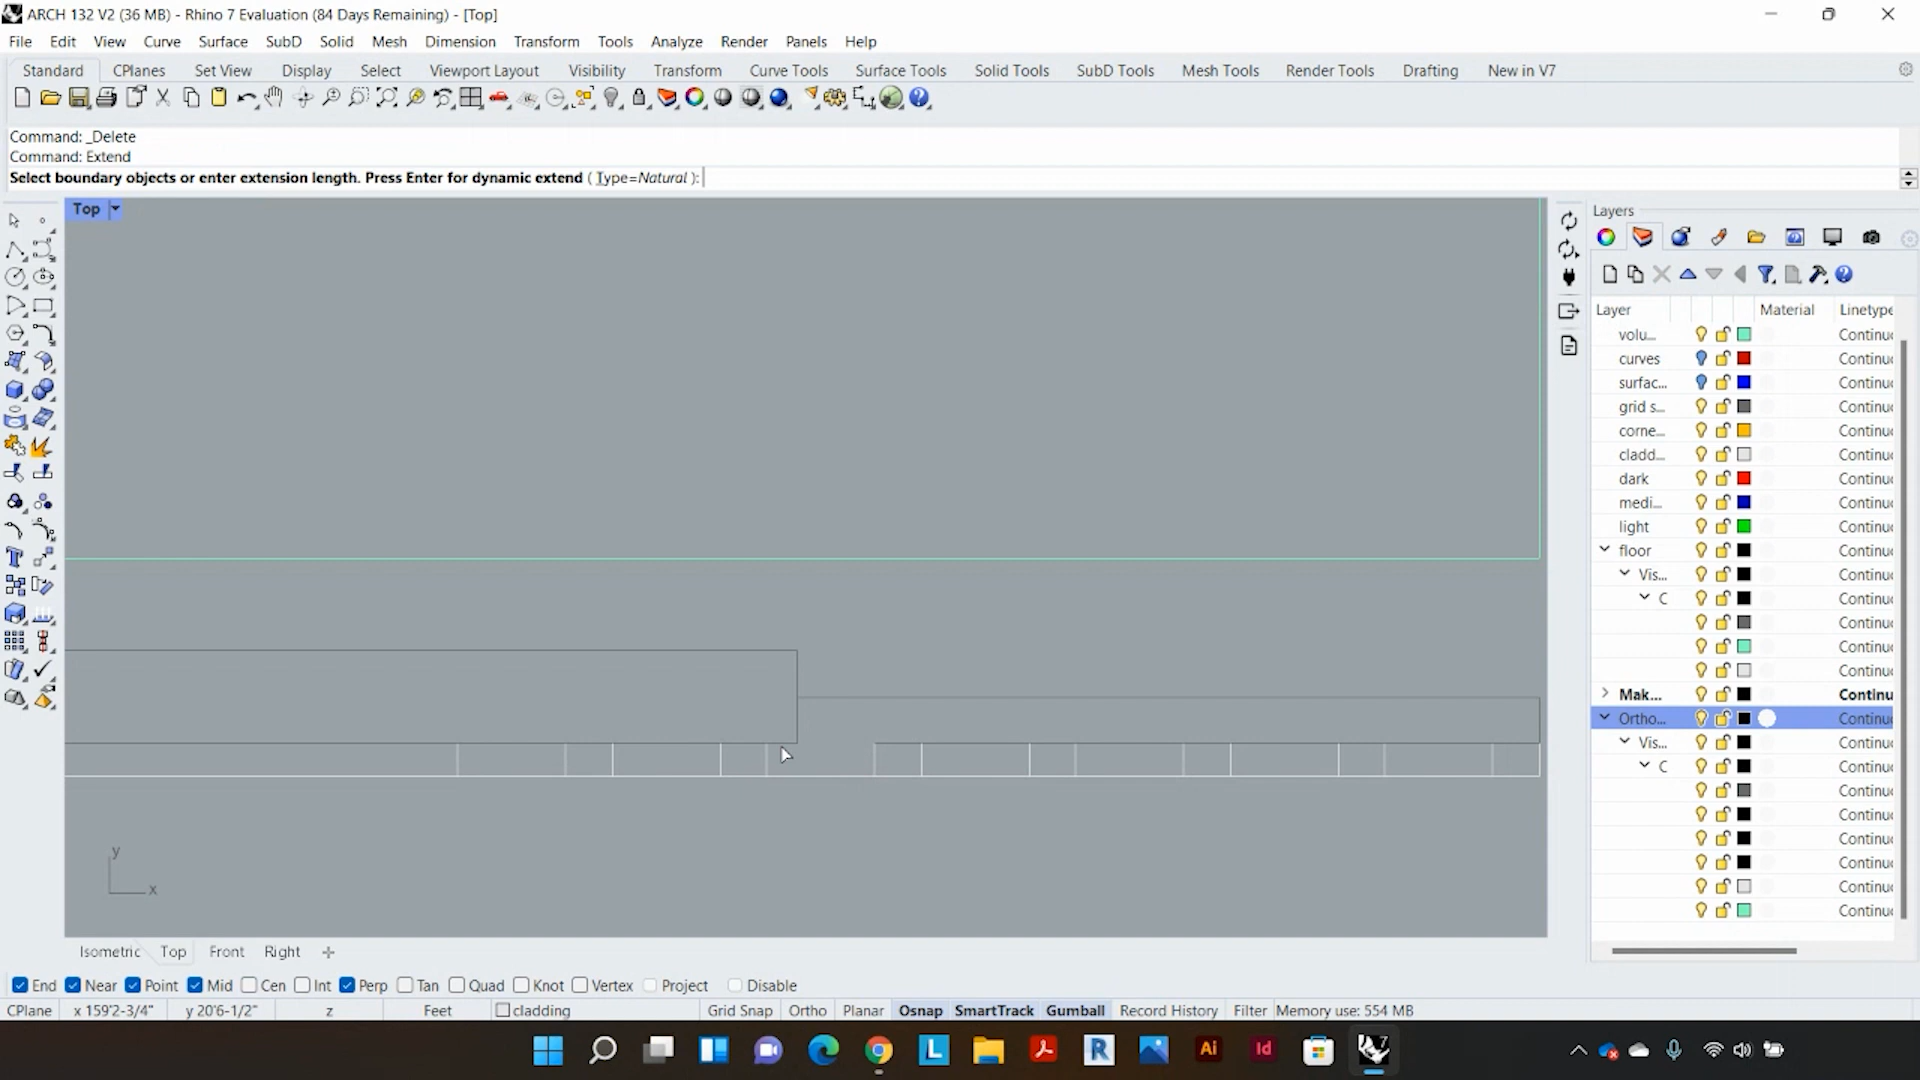 ARCH 132 V2 (36 MB) - Rhino 7 Evaluation (84 Days Remaining) - [Top]
File Edit View Curve Surface SubD Solid Mesh Dimension Transform Tools Analyze Render Panels Help
Standard CPlanes Set View Display Select Viewport Layout Visibility Transform Curve Tools Surface Tools Solid Tools SubD Tools Mesh Tools Render Tools Drafting New in V7
Command: _Delete
Command: Extend
Select boundary objects or enter extension length. Press Enter for dynamic extend ( Type=Natural ):
Top
Layers
Layer Material Linetype
volu... Continu
curves Continu
surfac... Continu
grid s... Continu
corne... Continu
cladd... Continu
dark Continu
medi... Continu
light Continu
floor Continu
Vis... Continu
C Continu
Continu
Continu
Continu
Mak... Continu
Ortho... Continu
Vis... Continu
C Continu
Continu
Continu
Continu
Continu
Continu
Continu
y
x
Isometric Top Front Right
End Near Point Mid Cen Int Perp Tan Quad Knot Vertex Project Disable
CPlane x 159'2-3/4" y 20'6-1/2" z Feet cladding Grid Snap Ortho Planar Osnap SmartTrack Gumball Record History Filter Memory use: 554 MB
L R Ai Id 7